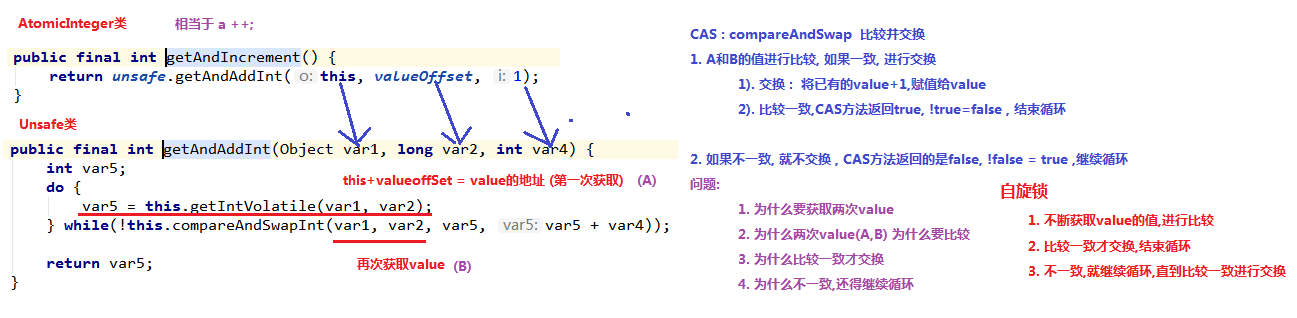 AtomicInteger类 相当于 a ++;
public final int getAndIncrement() {
return unsafe.getAndAddInt( o: this, valueOffset, i: 1);
}
Unsafe类
public final int getAndAddInt(Object var1, long var2, int var4) {
int var5;
do {
this+valueoffSet = value的地址 (第一次获取) (A)
var5 = this.getIntVolatile(var1, var2);
} while(!this.compareAndSwapInt(var1, var2, var5, var5: var5 + var4));
return var5;
再次获取value (B)
}
CAS : compareAndSwap 比较并交换
1. A和B的值进行比较, 如果一致, 进行交换
1). 交换 : 将已有的value+1,赋值给value
2). 比较一致,CAS方法返回true, !true=false , 结束循环
2. 如果不一致, 就不交换 , CAS方法返回的是false, !false = true ,继续循环
问题:
1. 为什么要获取两次value
2. 为什么两次value(A,B) 为什么要比较
3. 为什么比较一致才交换
4. 为什么不一致,还得继续循环
自旋锁
1. 不断获取value的值,进行比较
2. 比较一致才交换,结束循环
3. 不一致,就继续循环,直到比较一致进行交换